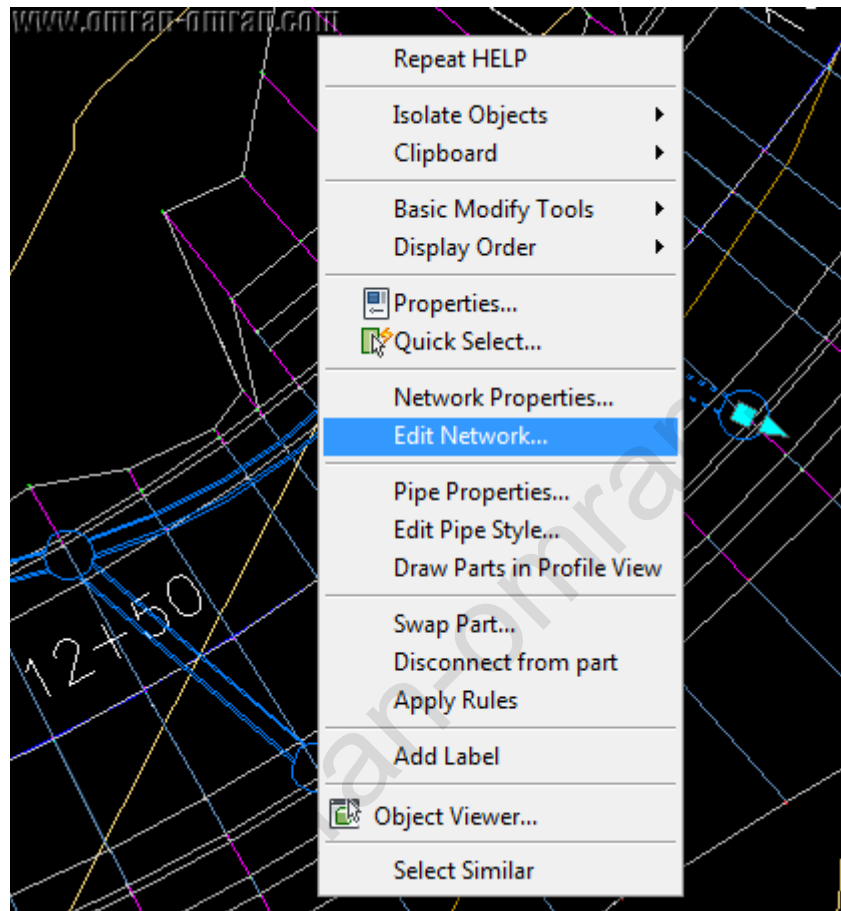 www.omran-omran.com
Repeat HELP
Isolate Objects
Clipboard
Basic Modify Tools
Display Order
Properties...
Quick Select...
Network Properties...
Edit Network...
Pipe Properties...
Edit Pipe Style...
Draw Parts in Profile View
Swap Part...
Disconnect from part
Apply Rules
Add Label
Object Viewer...
Select Similar
12+50
an-omran